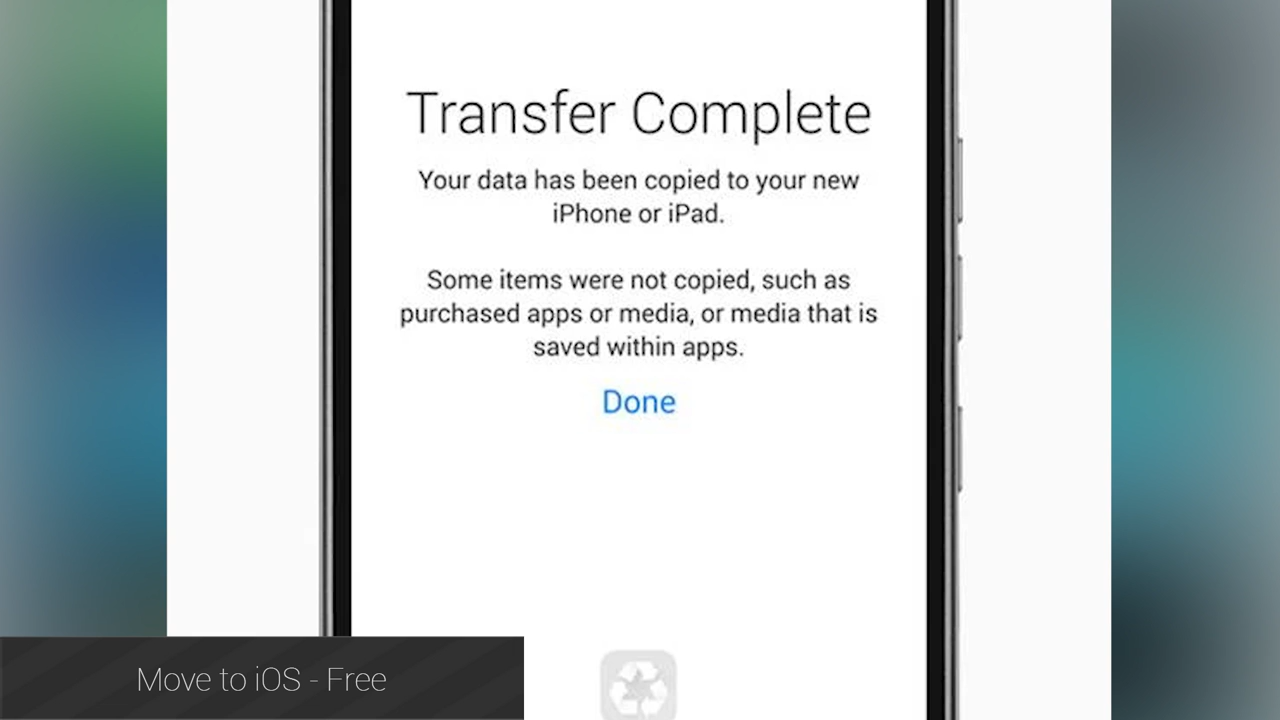 Transfer Complete
Your data has been copied to your new
iPhone or iPad.
Some items were not copied, such as
purchased apps or media, or media that is
saved within apps.
Done
Move to iOS - Free